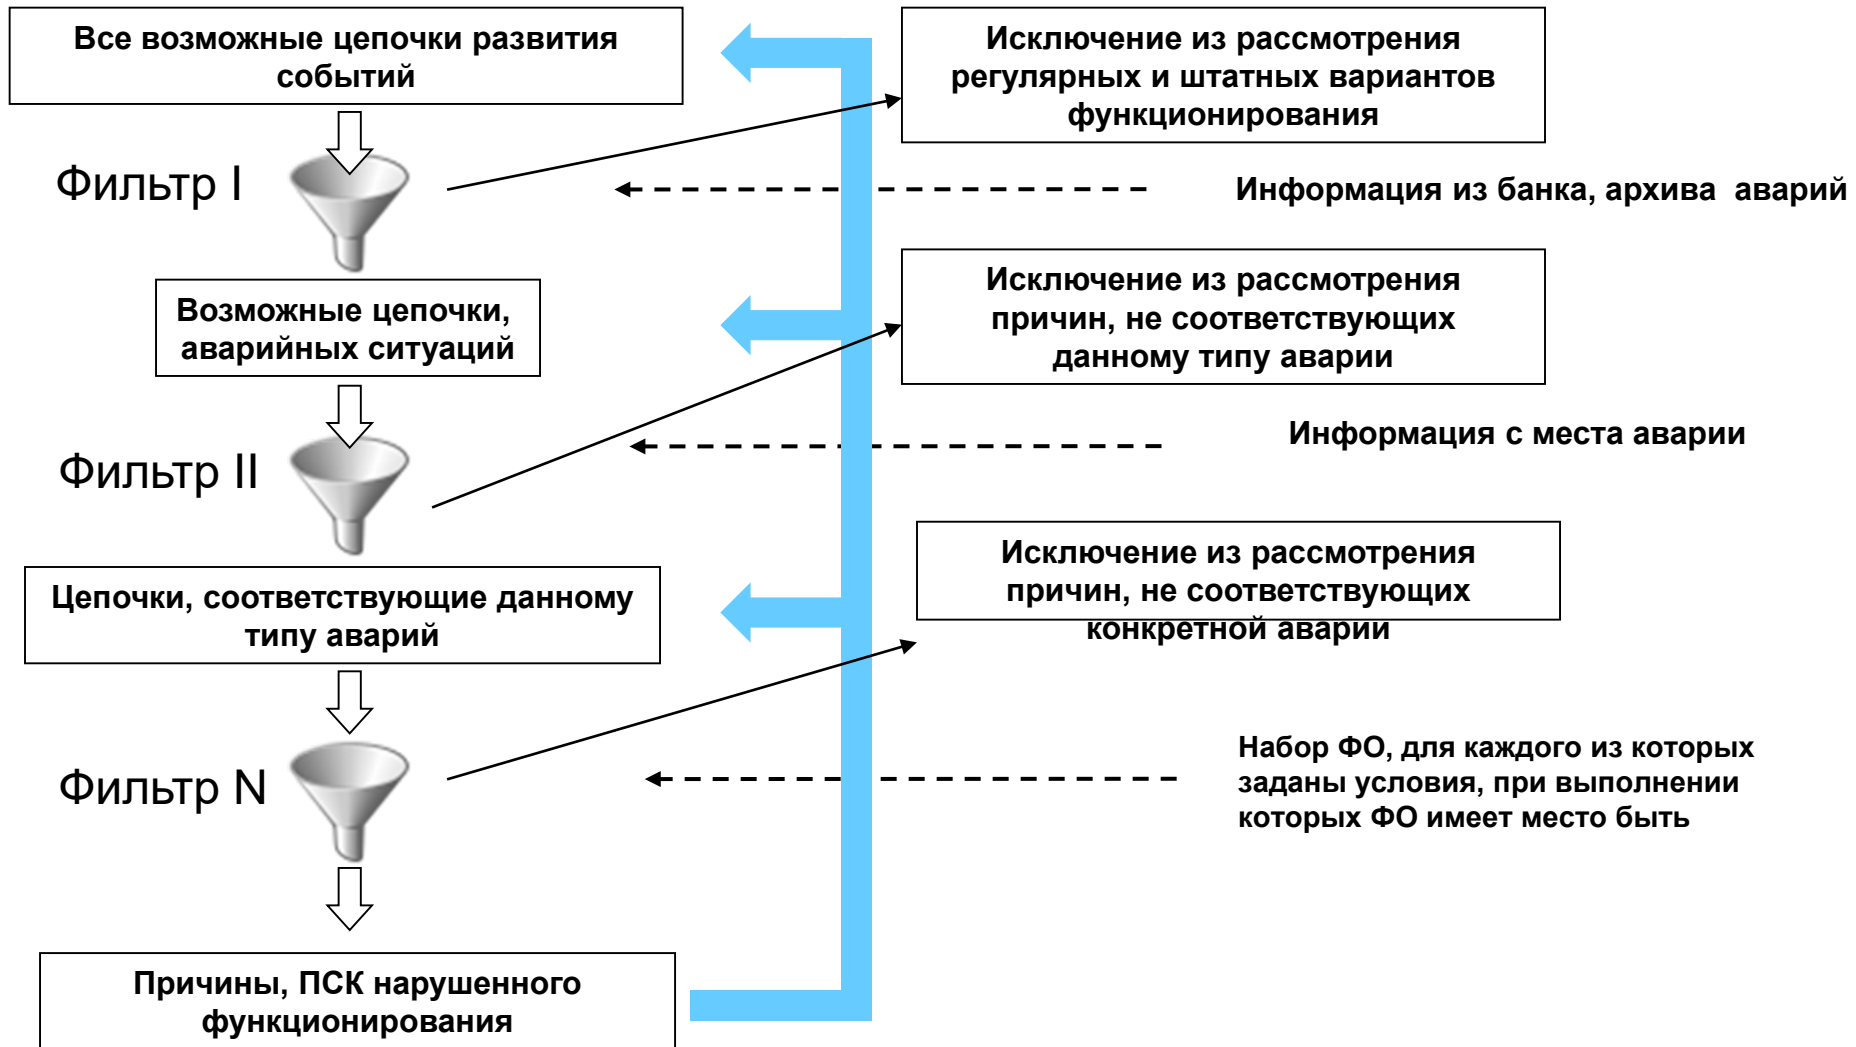 Все возможные цепочки развития
событий
Исключение из рассмотрения
регулярных и штатных вариантов
функционирования
Фильтр I
Информация из банка, архива аварий
Возможные цепочки,
аварийных ситуаций
Исключение из рассмотрения
причин, не соответствующих
данному типу аварии
Фильтр II
Информация с места аварии
Цепочки, соответствующие данному
типу аварий
Исключение из рассмотрения
причин, не соответствующих
конкретной аварии
Фильтр N
Набор ФО, для каждого из которых
заданы условия, при выполнении
которых ФО имеет место быть
Причины, ПСК нарушенного
функционирования